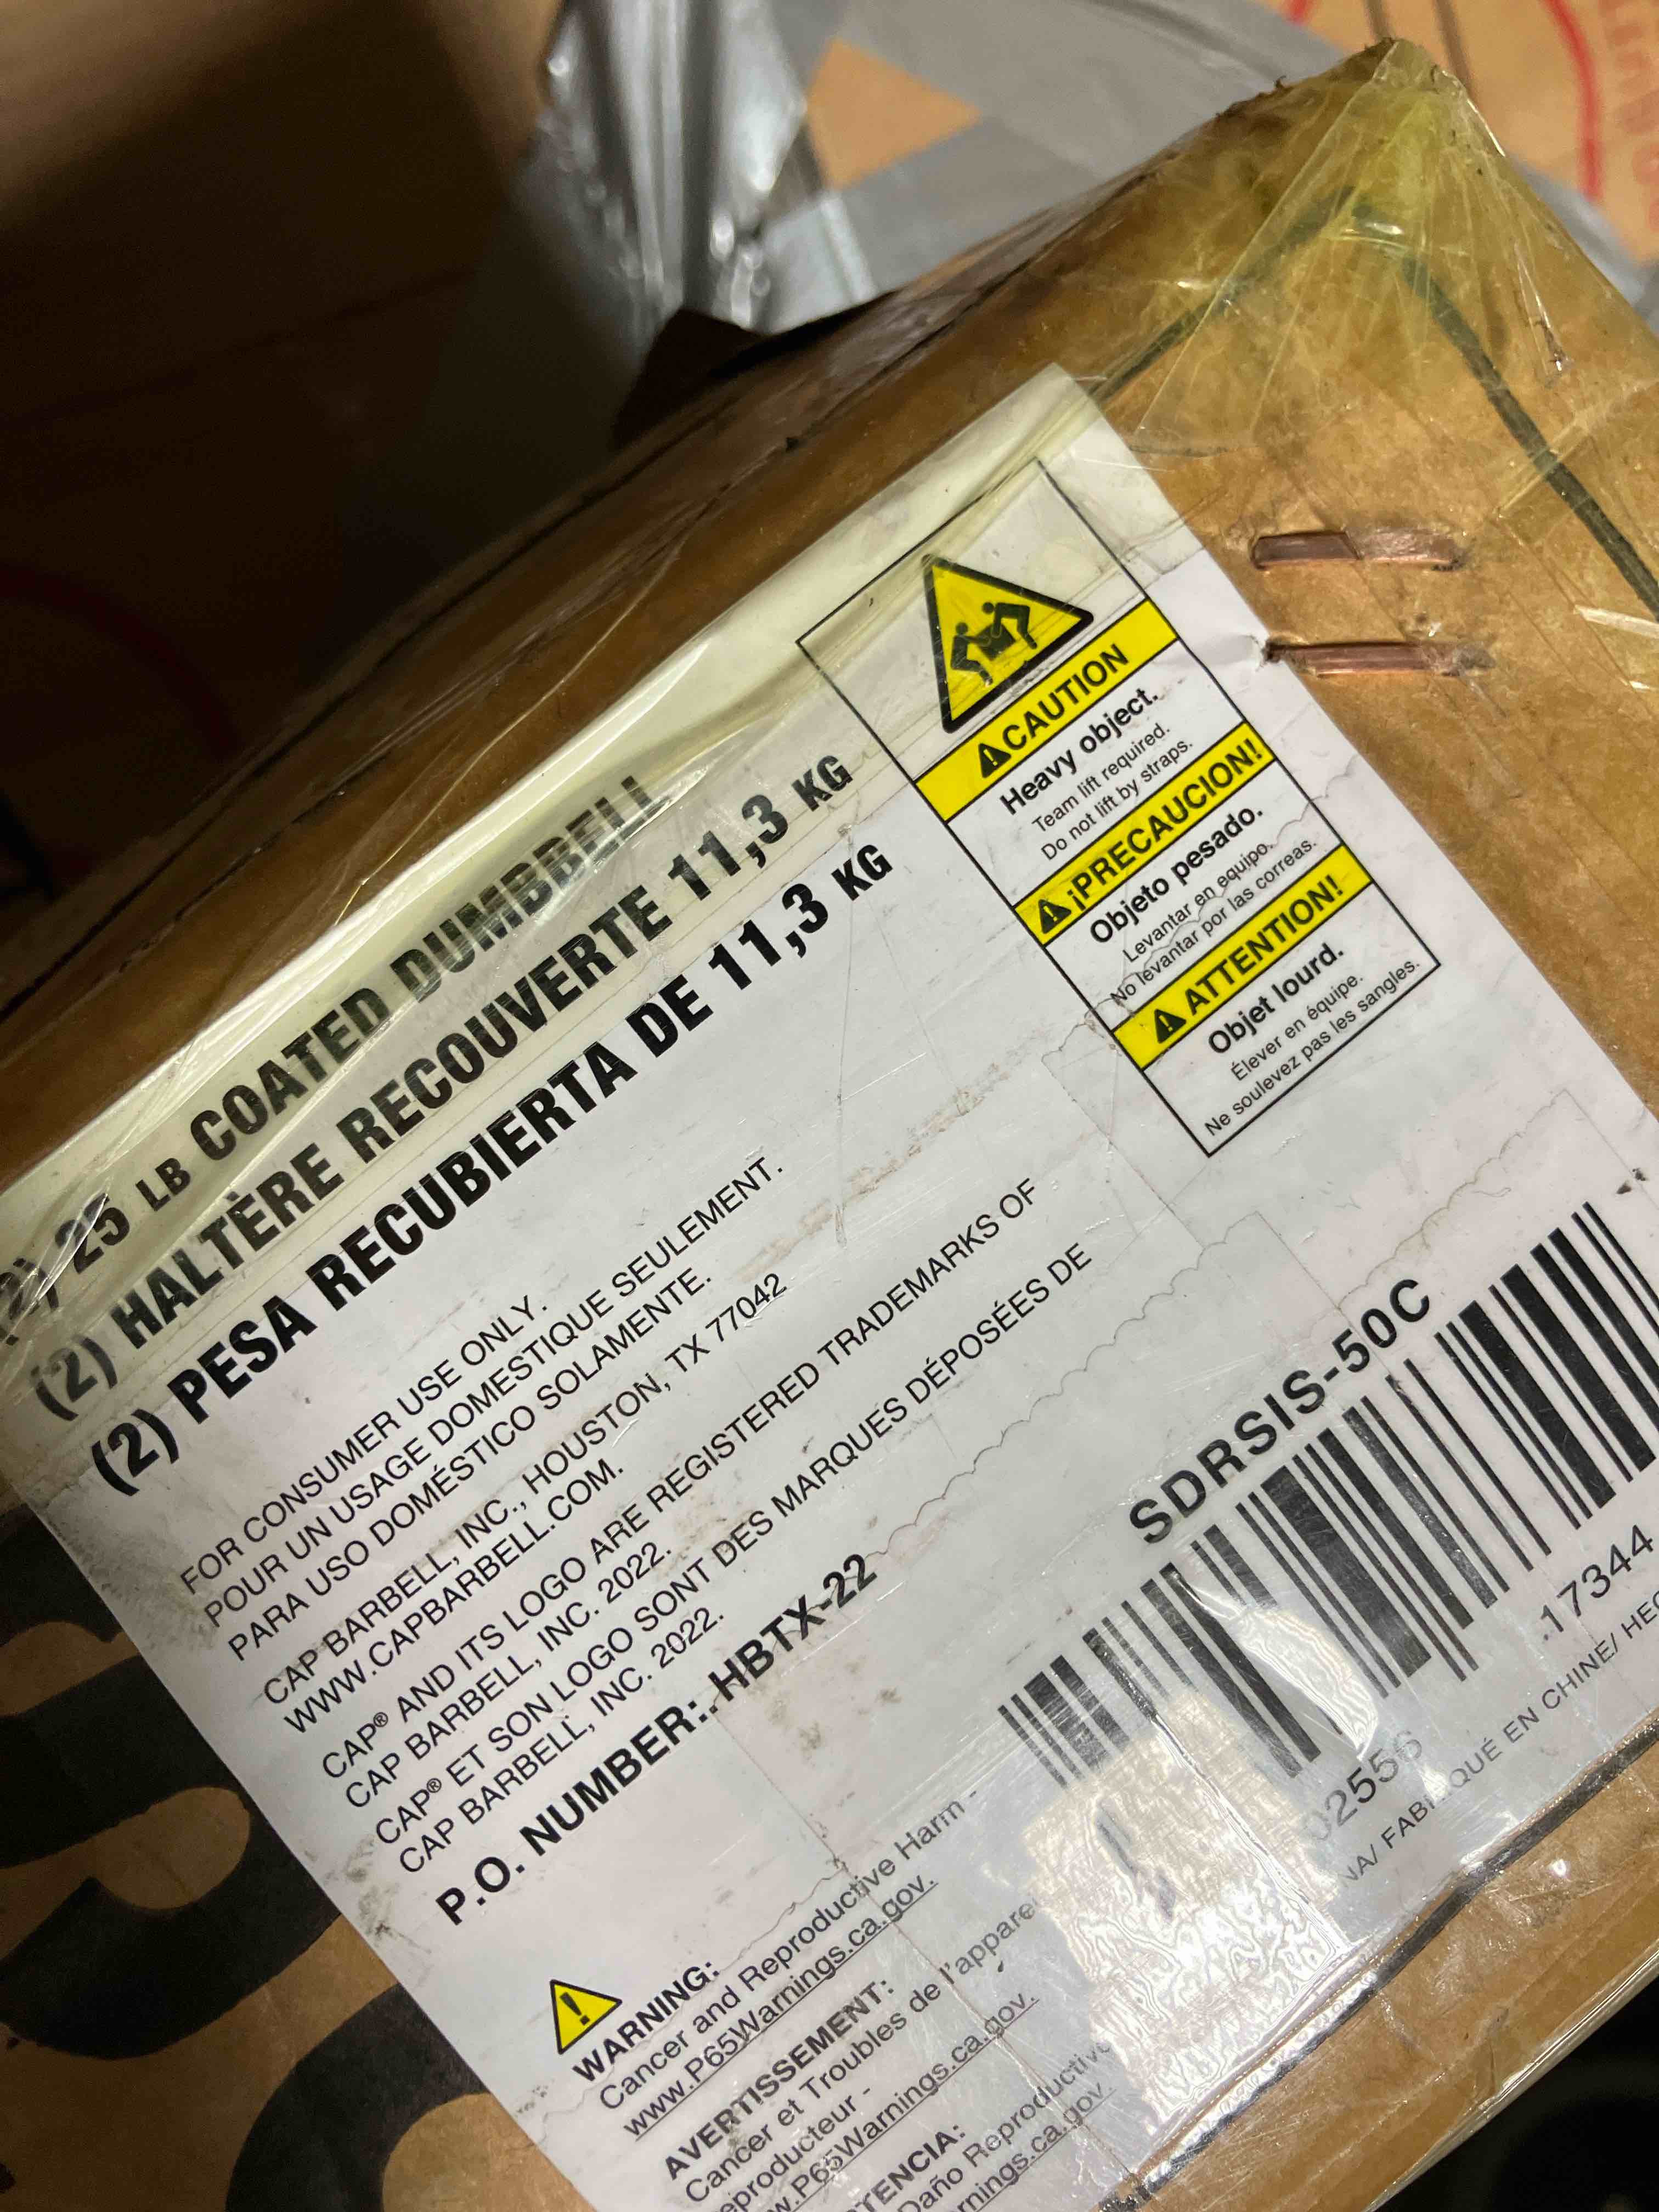 25 LB COATED DUMBBELL
(2) HALTÈRE RECOUVERTE 11,3 KG
(2) PESA RECUBIERTA DE 11,3 KG
CAUTION
Heavy object.
Team lift required.
Do not lift by straps.
¡PRECAUCION!
Objeto pesado.
Levantar en equipo.
No levantar por las correas.
ATTENTION!
Objet lourd.
Élever en équipe.
Ne soulevez pas les sangles.
FOR CONSUMER USE ONLY.
POUR UN USAGE DOMESTIQUE SEULEMENT.
PARA USO DOMÉSTICO SOLAMENTE.
CAP BARBELL, INC., HOUSTON, TX 77042
WWW.CAPBARBELL.COM.
CAP® AND ITS LOGO ARE REGISTERED TRADEMARKS OF
CAP BARBELL, INC. 2022.
CAP® ET SON LOGO SONT DES MARQUES DÉPOSÉES DE
CAP BARBELL, INC. 2022.
P.O. NUMBER: HBTX-22
SDRSIS-50C
02556 17344
FABRIQUÉ EN CHINE/
WARNING:
Cancer and Reproductive Harm -
www.P65Warnings.ca.gov.
AVERTISSEMENT:
Cancer et Troubles de l'appare
eproducteur -
w.P65Warnings.ca.gov.
TENCIA:
Daño Reproductiv
rnings.ca.gov.